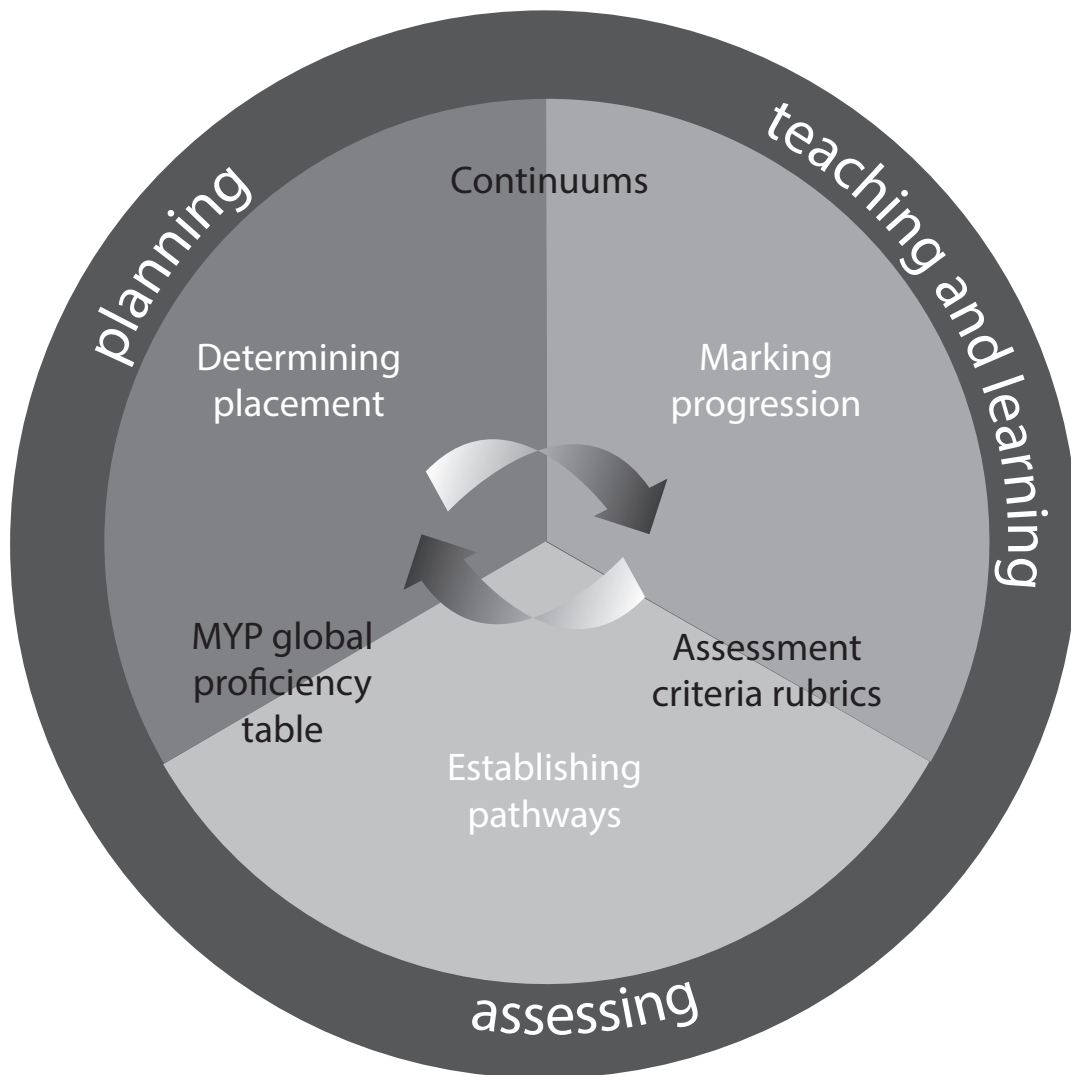 planning
teaching and learning
Continuums
Determining
placement
Marking
progression
MYP global
proficiency
table
Assessment
criteria rubrics
Establishing
pathways
assessing